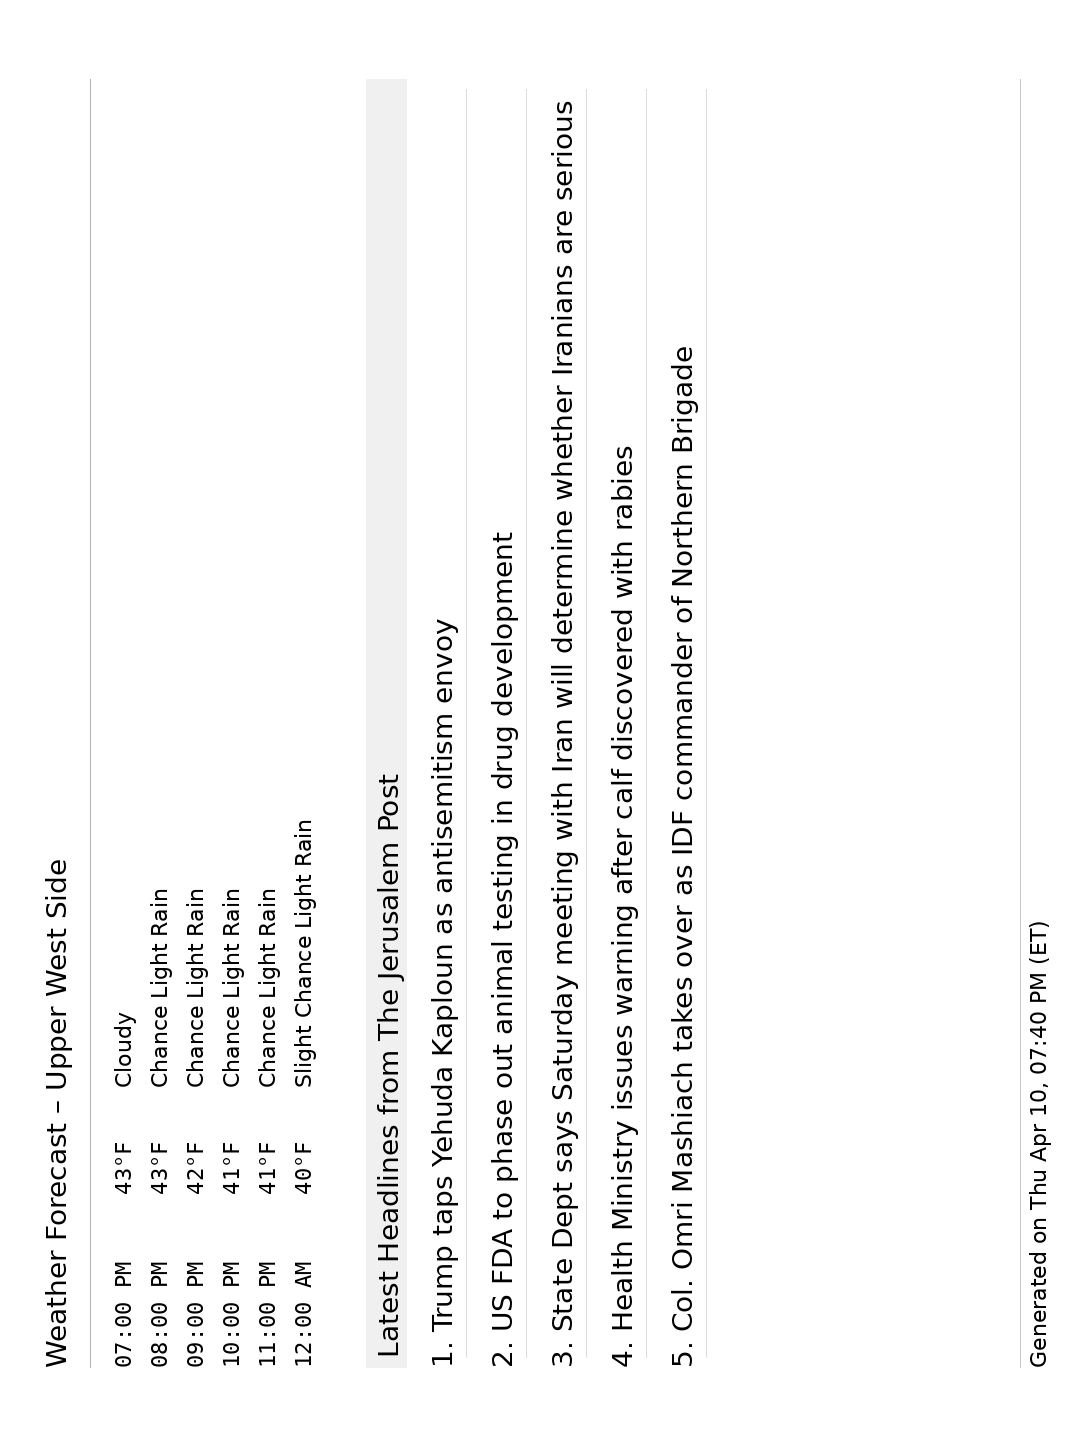 Weather Forecast – Upper West Side
07:00 PM 43°F Cloudy
08:00 PM 43°F Chance Light Rain
09:00 PM 42°F Chance Light Rain
10:00 PM 41°F Chance Light Rain
11:00 PM 41°F Chance Light Rain
12:00 AM 40°F Slight Chance Light Rain
Latest Headlines from The Jerusalem Post
1. Trump taps Yehuda Kaploun as antisemitism envoy
2. US FDA to phase out animal testing in drug development
3. State Dept says Saturday meeting with Iran will determine whether Iranians are serious
4. Health Ministry issues warning after calf discovered with rabies
5. Col. Omri Mashiach takes over as IDF commander of Northern Brigade
Generated on Thu Apr 10, 07:40 PM (ET)